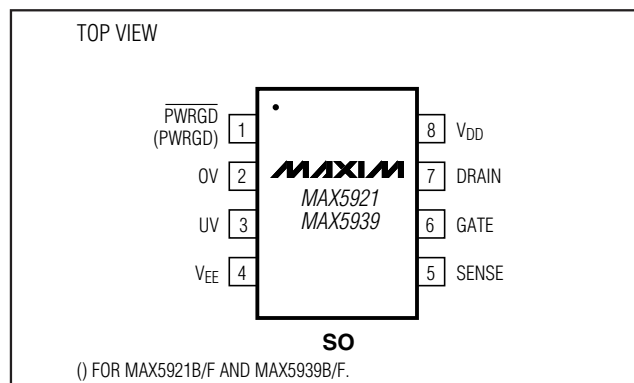 TOP VIEW
P̅W̅R̅G̅D̅
(PWRGD) 1
OV 2
UV 3
VEE 4
MAXIM
MAX5921
MAX5939
8 VDD
7 DRAIN
6 GATE
5 SENSE
SO
() FOR MAX5921B/F AND MAX5939B/F.